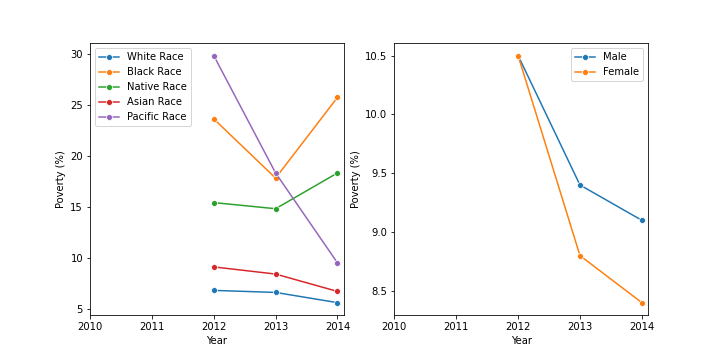 White Race
Black Race
Native Race
Asian Race
Pacific Race
30
25
20
15
10
5
Poverty (%)
2010 2011 2012 2013 2014
Year
Male
Female
10.5
10.0
9.5
9.0
8.5
Poverty (%)
2010 2011 2012 2013 2014
Year